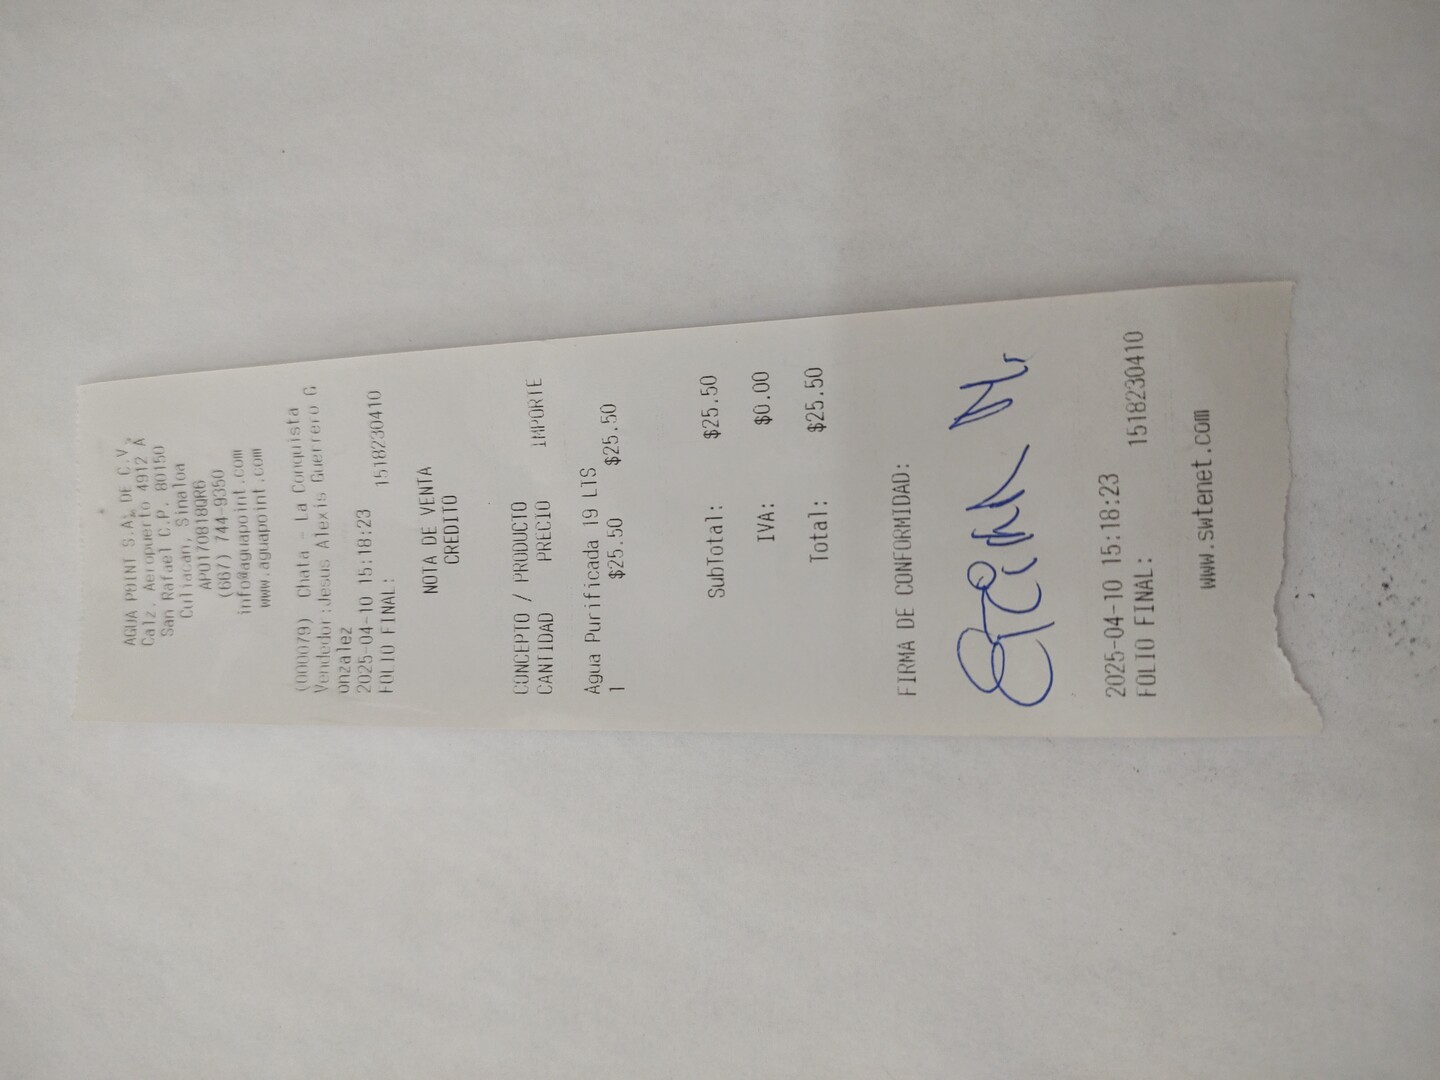 AGUA POINT S.A. DE C.V.
Calz. Aeropuerto 4912 A
San Rafael C.P. 80150
Culiacan, Sinaloa
APO170818QR6
(667) 744-9350
info@aguapoint.com
www.aguapoint.com
(000079) Chata - La Conquista
Vendedor:Jesus Alexis Guerrero G
onzalez
2025-04-10 15:18:23
FOLIO FINAL: 1518230410
NOTA DE VENTA
CREDITO
CONCEPTO / PRODUCTO
CANTIDAD PRECIO IMPORTE
Agua Purificada 19 LTS
1 $25.50 $25.50
SubTotal: $25.50
IVA: $0.00
Total: $25.50
FIRMA DE CONFORMIDAD:
2025-04-10 15:18:23
FOLIO FINAL: 1518230410
www.swtenet.com